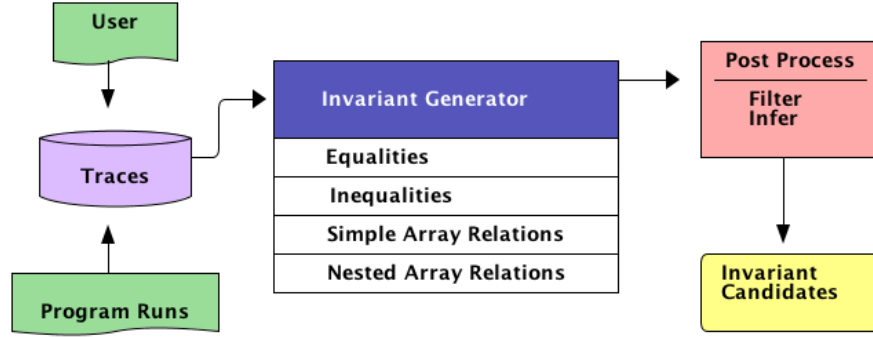 User
Traces
Program Runs
Invariant Generator
Equalities
Inequalities
Simple Array Relations
Nested Array Relations
Post Process
Filter
Infer
Invariant
Candidates